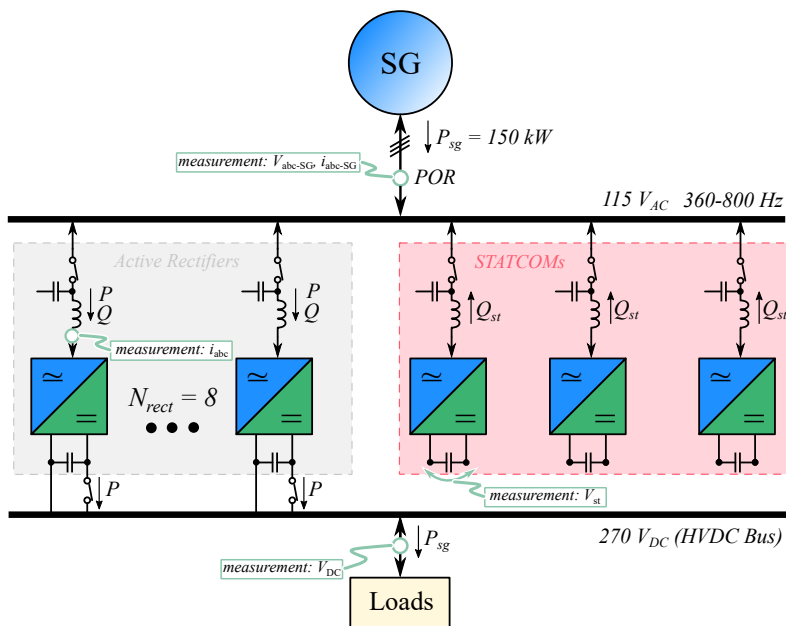 SG
P_sg = 150 kW
measurement: V_abc-SG, i_abc-SG
POR
115 V_AC 360-800 Hz
Active Rectifiers
STATCOMs
P
Q
P
Q
Q_st
Q_st
Q_st
measurement: i_abc
N_rect = 8
P
P
measurement: V_st
270 V_DC (HVDC Bus)
P_sg
measurement: V_DC
Loads